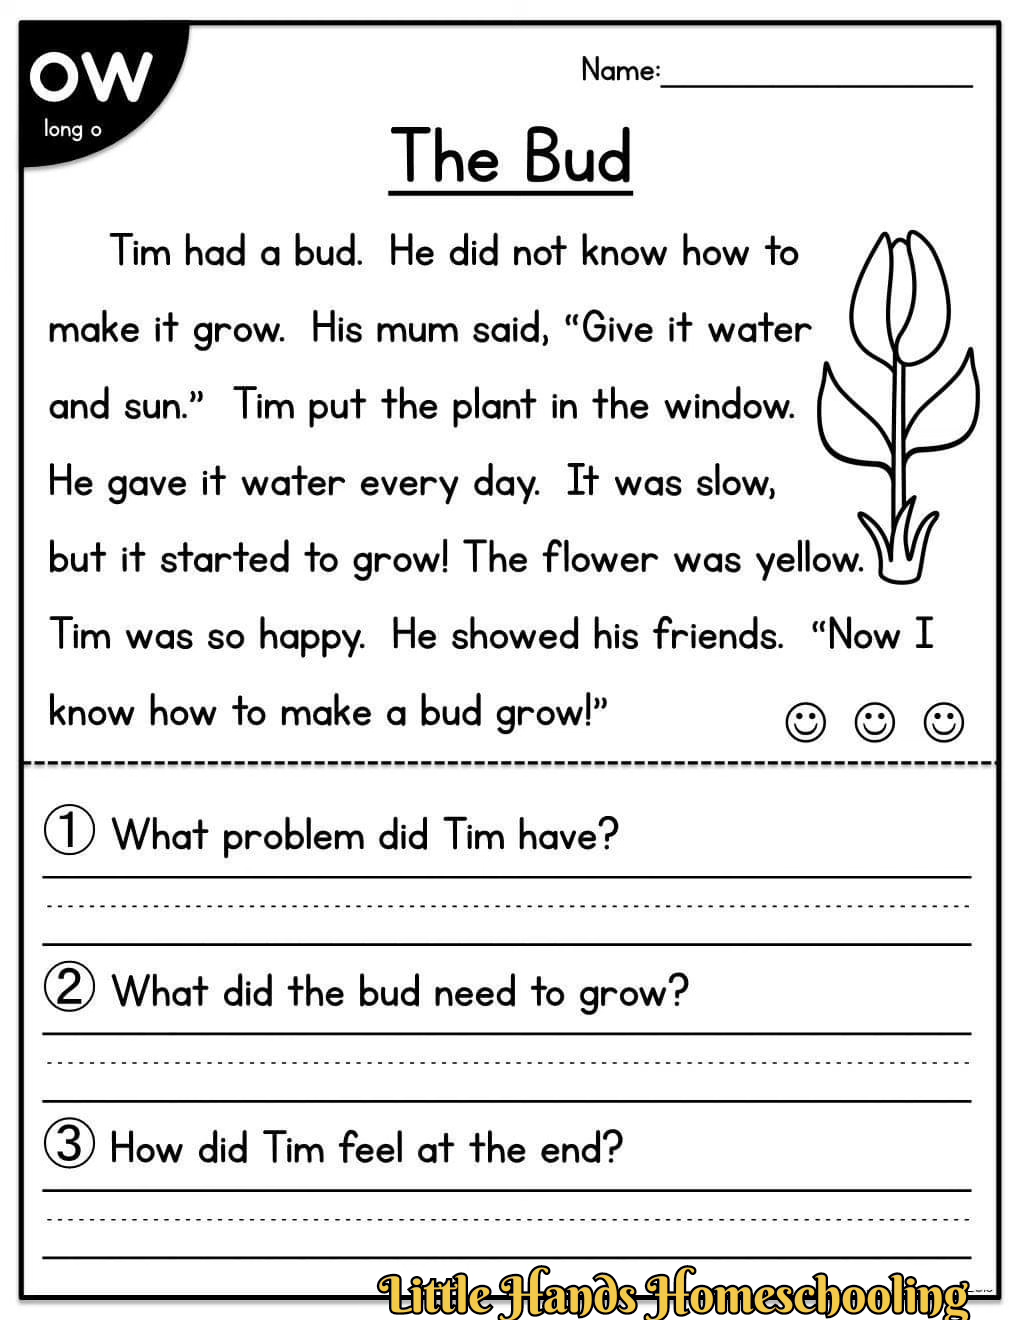 ow
long o
Name:
The Bud
Tim had a bud. He did not know how to
make it grow. His mum said, “Give it water
and sun.” Tim put the plant in the window.
He gave it water every day. It was slow,
but it started to grow! The flower was yellow.
Tim was so happy. He showed his friends. “Now I
know how to make a bud grow!”
1 What problem did Tim have?
2 What did the bud need to grow?
3 How did Tim feel at the end?
Little Hands Homeschooling